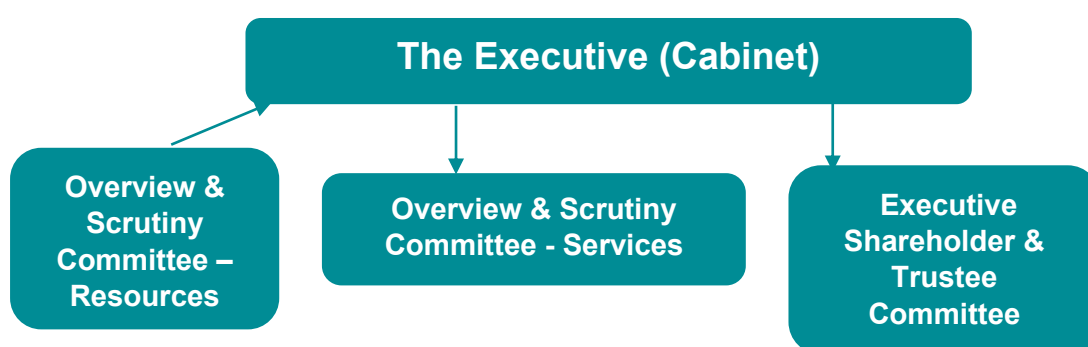 The Executive (Cabinet)
Overview &
Scrutiny
Committee –
Resources
Overview & Scrutiny
Committee - Services
Executive
Shareholder &
Trustee
Committee